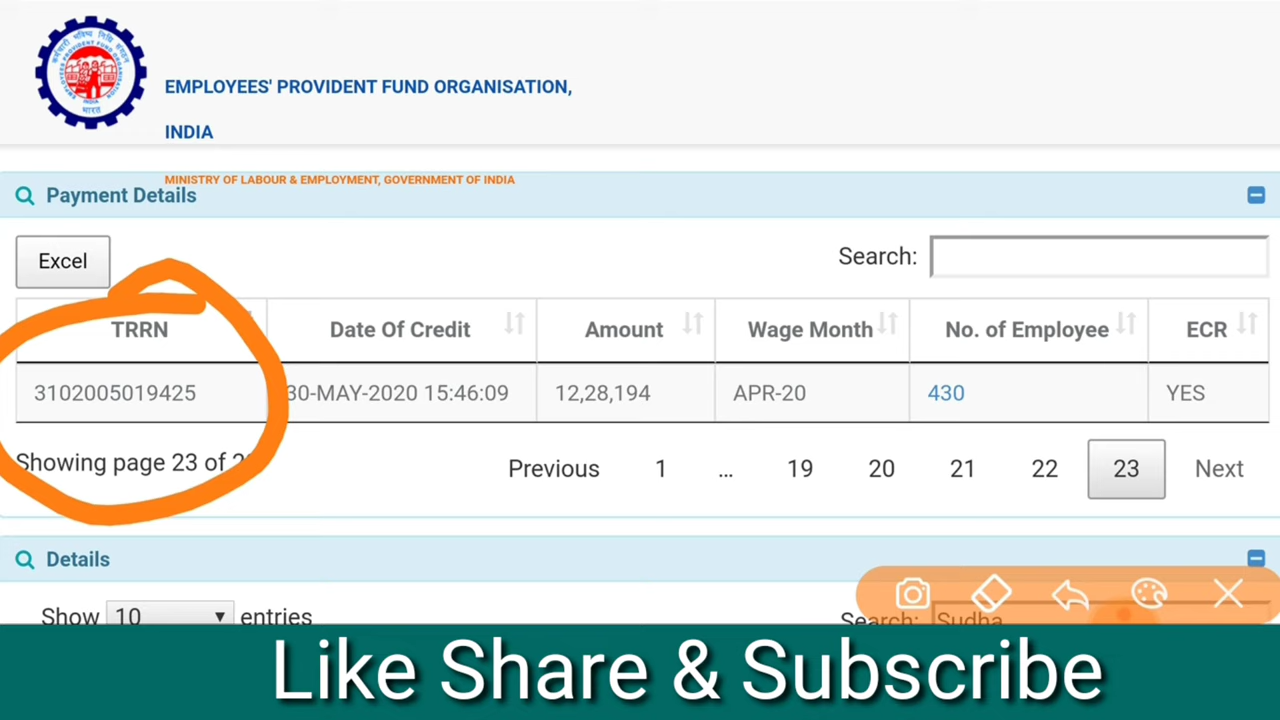 EMPLOYEES' PROVIDENT FUND ORGANISATION,
INDIA
MINISTRY OF LABOUR & EMPLOYMENT, GOVERNMENT OF INDIA
Payment Details
Excel
Search:
TRRN Date Of Credit Amount Wage Month No. of Employee ECR
3102005019425 30-MAY-2020 15:46:09 12,28,194 APR-20 430 YES
Showing page 23 of
Previous 1 ... 19 20 21 22 23 Next
Details
Show 10 entries
Search: Sudha
Like Share & Subscribe